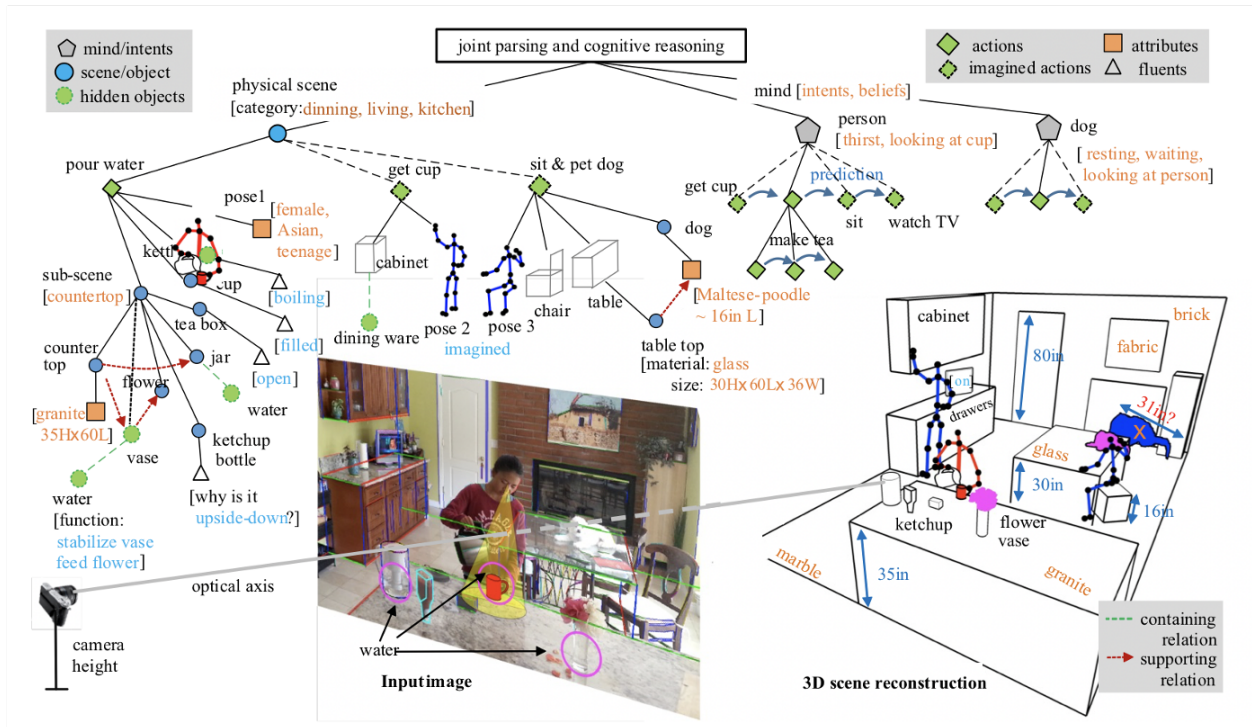 joint parsing and cognitive reasoning
mind/intents
scene/object
hidden objects
actions
attributes
imagined actions
fluents
physical scene
[category:dinning, living, kitchen]
mind [intents, beliefs]
person
[thirst, looking at cup]
dog
[resting, waiting,
looking at person]
pour water
get cup
sit & pet dog
get cup
prediction
sit
watch TV
make tea
pose1
[female,
Asian,
teenage]
cabinet
dining ware
pose 2
imagined
pose 3
chair
table
dog
[Maltese-poodle
~ 16in L]
table top
[material: glass
size: 30Hx 60Lx 36W]
sub-scene
[countertop]
cup
[boiling]
tea box
[filled]
counter
top
jar
flower
[open]
water
[granite
35Hx60L]
vase
ketchup
bottle
water
[function:
stabilize vase
feed flower]
[why is it
upside-down?]
optical axis
camera
height
water
Input image
cabinet
[on]
drawers
80in
brick
fabric
31in?
X
glass
30in
16in
ketchup
flower
vase
marble
35in
granite
3D scene reconstruction
containing
relation
supporting
relation